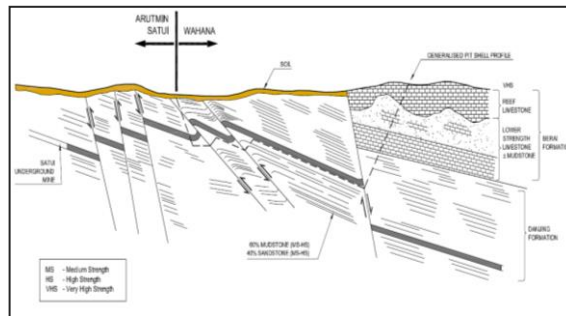 ARUTMIN
SATUI
WAHANA
GENERALISED PIT SHELL PROFILE
SOIL
VHS
REEF
LIMESTONE
LOWER
STRENGTH
LIMESTONE
± MUDSTONE
BERAI
FORMATION
SATUI
UNDERGROUND
MINE
60% MUDSTONE (MS-HS)
40% SANDSTONE (MS-HS)
FORMATION
MS - Medium Strength
HS - High Strength
VHS - Very High Strength